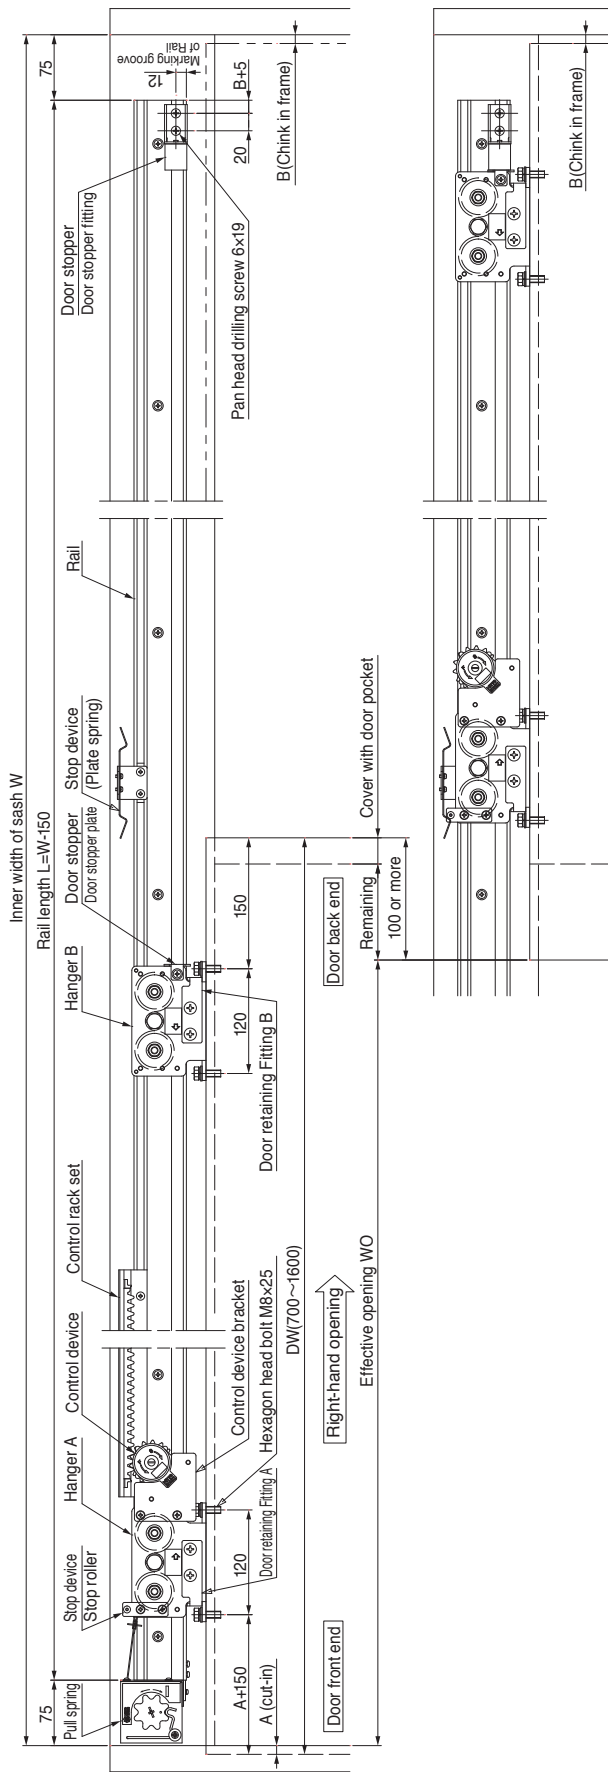 Inner width of sash W
Rail length L=W-150
75
75
Pull spring
Stop device
Stop roller
Hanger A
Control device
Control rack set
Hanger B
Door stopper
Door stopper plate
Stop device
(Plate spring)
Rail
Door stopper
Door stopper fitting
Marking groove
of Rail
12
B+5
20
B(Chink in frame)
Pan head drilling screw 6×19
A+150
120
A (cut-in)
Door retaining Fitting A
Hexagon head bolt M8×25
Control device bracket
120
150
Door retaining Fitting B
DW(700～1600)
Door front end
Right-hand opening
Door back end
Effective opening WO
Remaining
100 or more
Cover with door pocket
B(Chink in frame)